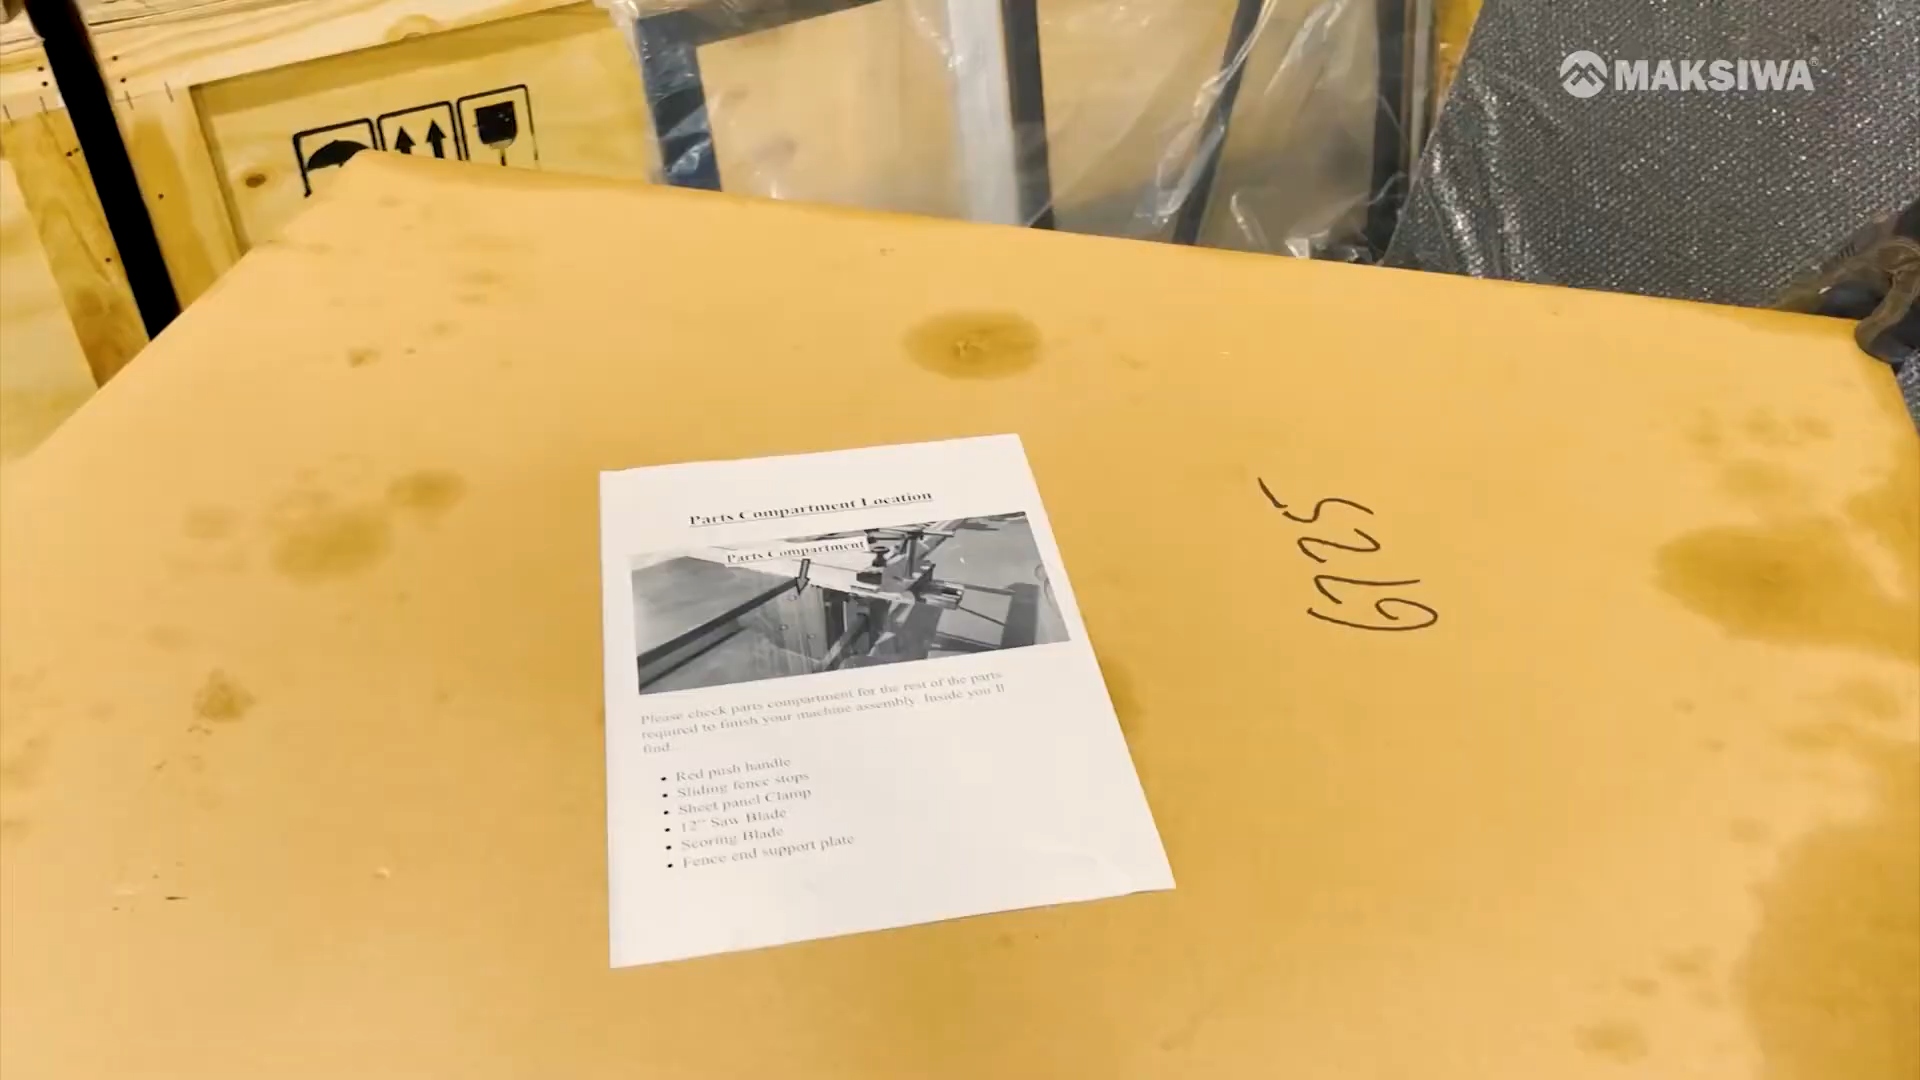 MAKSIWA®
Parts Compartment Location
Parts Compartment
Please check parts compartment for the rest of the parts
required to finish your machine assembly. Inside you'll
find.
• Red push handle
• Sliding fence stops
• Sheet panel Clamp
• 12" Saw Blade
• Scoring Blade
• Fence end support plate